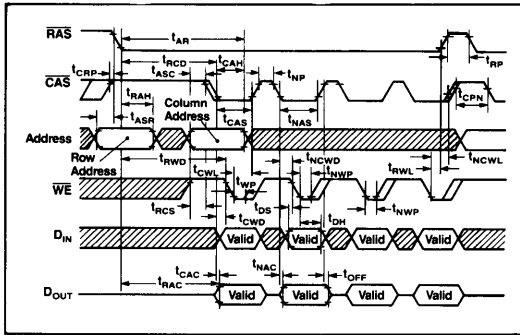 RAS
tAR
tRCD
tCAH
tRP
CAS
tCRP
tASC
tNP
tCPN
tRAH
tASR
Column
Address
tCAS
tNAS
Address
Row
Address
tRWD
tCWL
tWP
tNCWD
tNWP
tRWL
tNCWL
WE
tRCS
tCWD
tDS
tDH
tNWP
DIN
Valid Valid Valid Valid
tCAC
tNAC
tOFF
tRAC
DOUT
Valid Valid Valid Valid